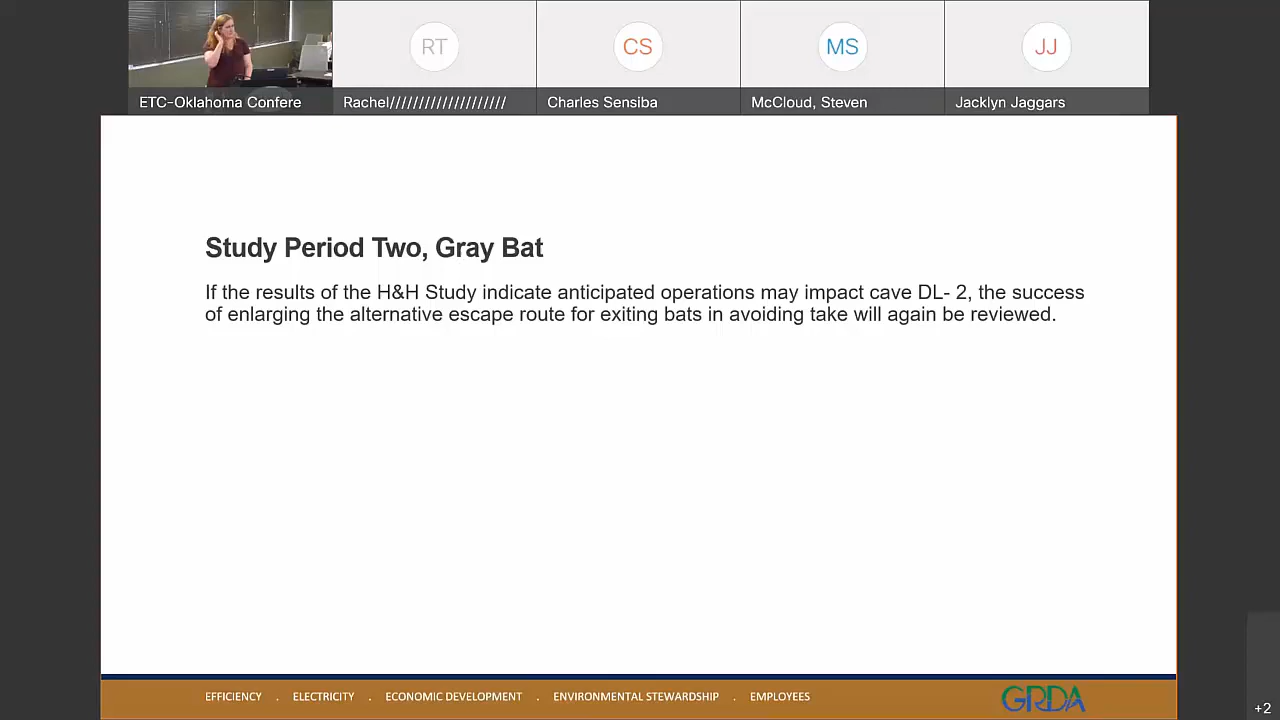 RT
CS
MS
JJ
ETC-Oklahoma Confere
Rachel////////////////////
Charles Sensiba
McCloud, Steven
Jacklyn Jaggars
Study Period Two, Gray Bat
If the results of the H&H Study indicate anticipated operations may impact cave DL- 2, the success
of enlarging the alternative escape route for exiting bats in avoiding take will again be reviewed.
EFFICIENCY . ELECTRICITY . ECONOMIC DEVELOPMENT . ENVIRONMENTAL STEWARDSHIP . EMPLOYEES
GRDA
+2